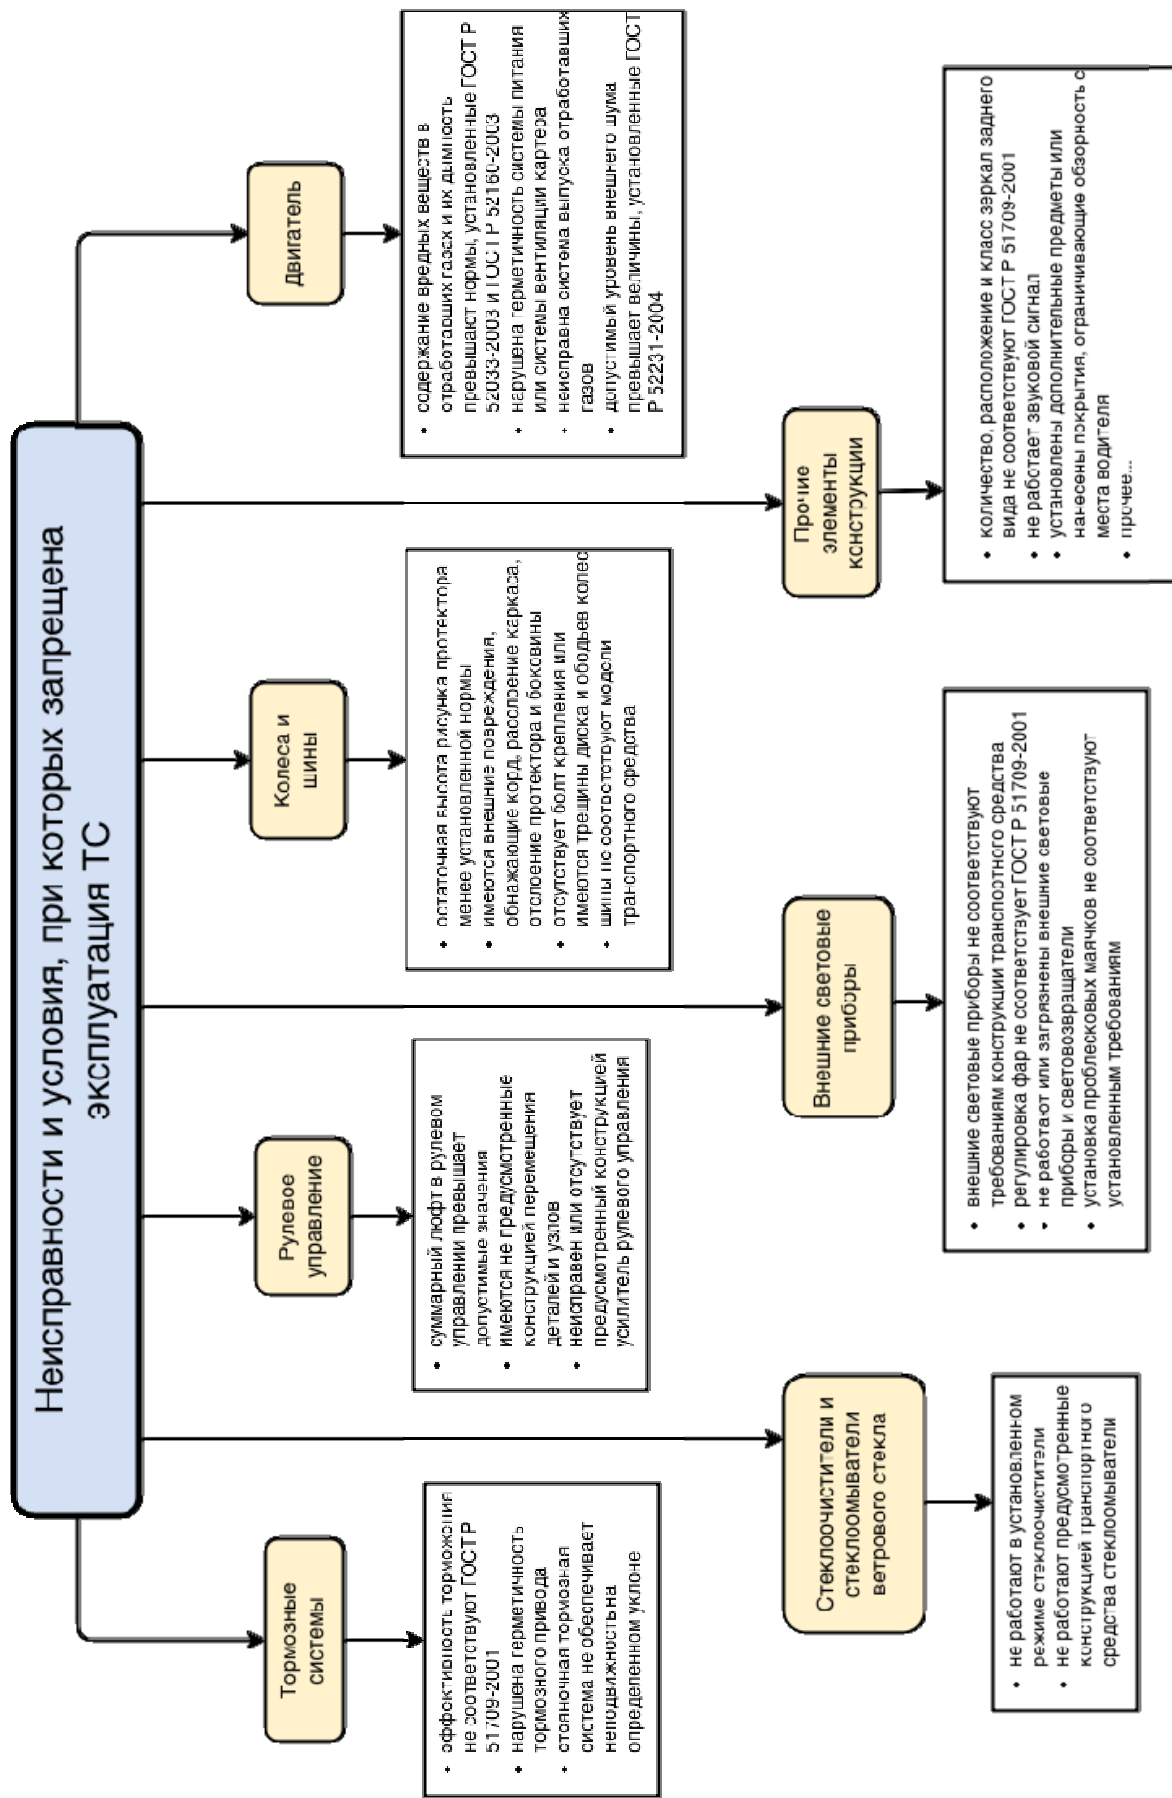 Неисправности и условия, при которых запрещена
эксплуатация ТС
Тормозные
системы
эффективность торможения
не соответствуют ГОСТ Р
51709-2001
нарушена герметичность
тормозного привода
стояночная тормозная
система не обеспечивает
неподвижность на
определенном уклоне
Рулевое
управление
суммарный люфт в рулевом
управлении превышает
допустимые значения
имеются не предусмотренные
конструкцией перемещения
деталей и узлов
неисправен или отсутствует
предусмотренный конструкцией
усилитель рулевого управления
Колеса и
шины
остаточная высота рисунка протектора
менее установленной нормы
имеются внешние повреждения,
обнажающие корд, расслоение каркаса,
отслоение протектора и боковины
отсутствует болт крепления или
имеются трещины диска и ободьев колес
шины не соответствуют модели
транспортного средства
Двигатель
содержание вредных веществ в
отработавших газах и их дымность
превышают нормы, установленные ГОСТ Р
52033-2003 и ГОСТ Р 52160-2003
нарушена герметичность системы питания
или системы вентиляции картера
неисправна система выпуска отработавших
газов
допустимый уровень внешнего шума
превышает величины, установленные ГОСТ
Р 52231-2004
Стеклоочистители и
стеклоомыватели
ветрового стекла
не работают в установленном
режиме стеклоочистители
не работают предусмотренные
конструкцией транспортного
средства стеклоомыватели
Внешние световые
приборы
внешние световые приборы не соответствуют
требованиям конструкции транспортного средства
регулировка фар не соответствует ГОСТ Р 51709-2001
не работают или загрязнены внешние световые
приборы и световозвращатели
установка проблесковых маячков не соответствуют
установленным требованиям
Прочие
элементы
конструкции
количество, расположение и класс зеркал заднего
вида не соответствуют ГОСТ Р 51709-2001
не работает звуковой сигнал
установлены дополнительные предметы или
нанесены покрытия, ограничивающие обзорность с
места водителя
прочее...